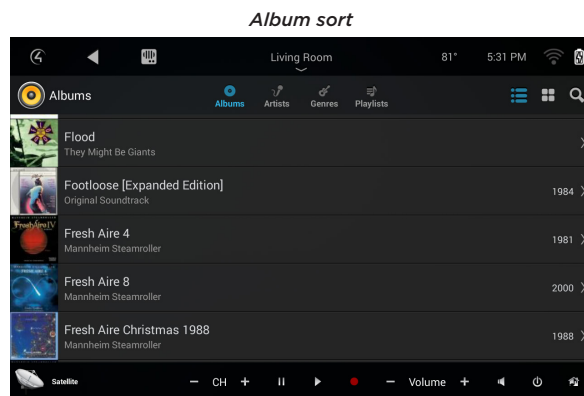 Album sort
Living Room
81°
5:31 PM
Albums
Albums
Artists
Genres
Playlists
Flood
They Might Be Giants
Footloose [Expanded Edition]
Original Soundtrack
1984
FreshAire IV
Fresh Aire 4
Mannheim Steamroller
1981
Fresh Aire 8
Mannheim Steamroller
2000
Fresh Aire Christmas 1988
Mannheim Steamroller
1988
Satellite
− CH +
− Volume +